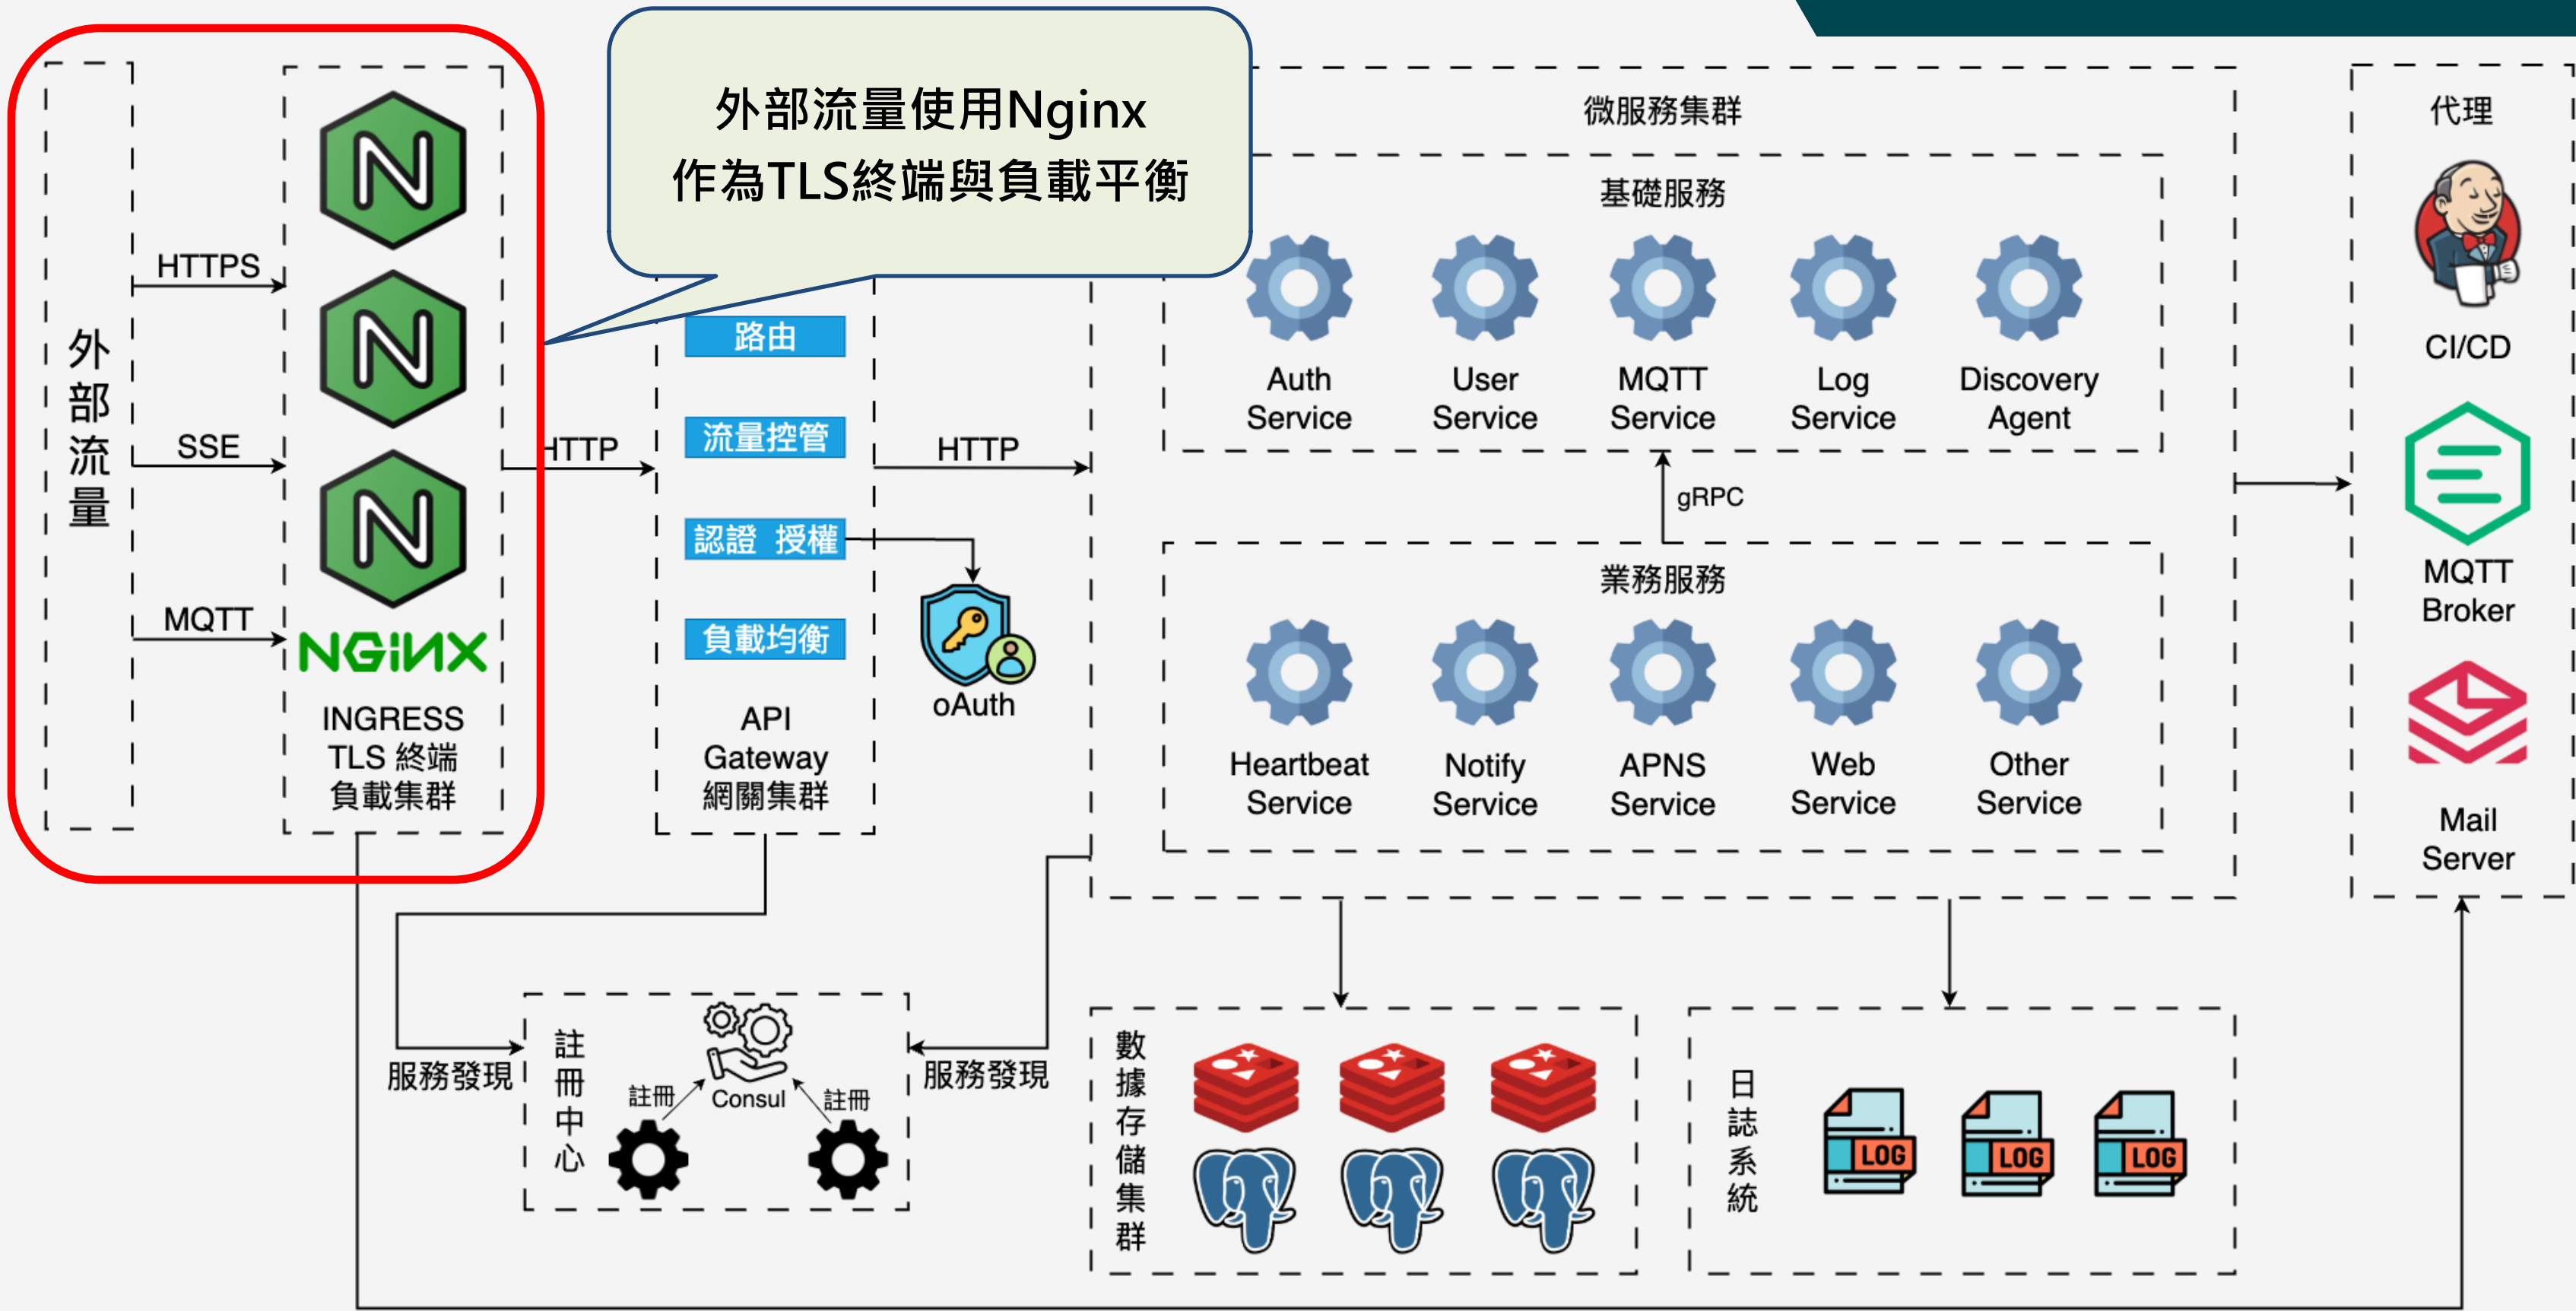 外部流量使用Nginx
作為TLS終端與負載平衡
外部流量
HTTPS
SSE
MQTT
NGINX
INGRESS
TLS 終端
負載集群
HTTP
路由
流量控管
認證 授權
負載均衡
API
Gateway
網關集群
HTTP
oAuth
微服務集群
基礎服務
Auth
Service
User
Service
MQTT
Service
Log
Service
Discovery
Agent
gRPC
業務服務
Heartbeat
Service
Notify
Service
APNS
Service
Web
Service
Other
Service
代理
CI/CD
MQTT
Broker
Mail
Server
服務發現
註冊中心
Consul
註冊
註冊
服務發現
數據存儲集群
日誌系統
LOG
LOG
LOG